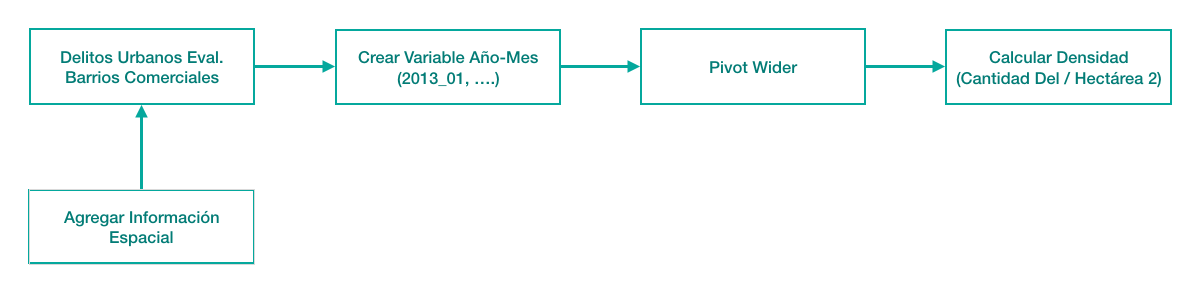 Delitos Urbanos Eval.
Barrios Comerciales
Crear Variable Año-Mes
(2013_01, ....)
Pivot Wider
Calcular Densidad
(Cantidad Del / Hectárea 2)
Agregar Información
Espacial